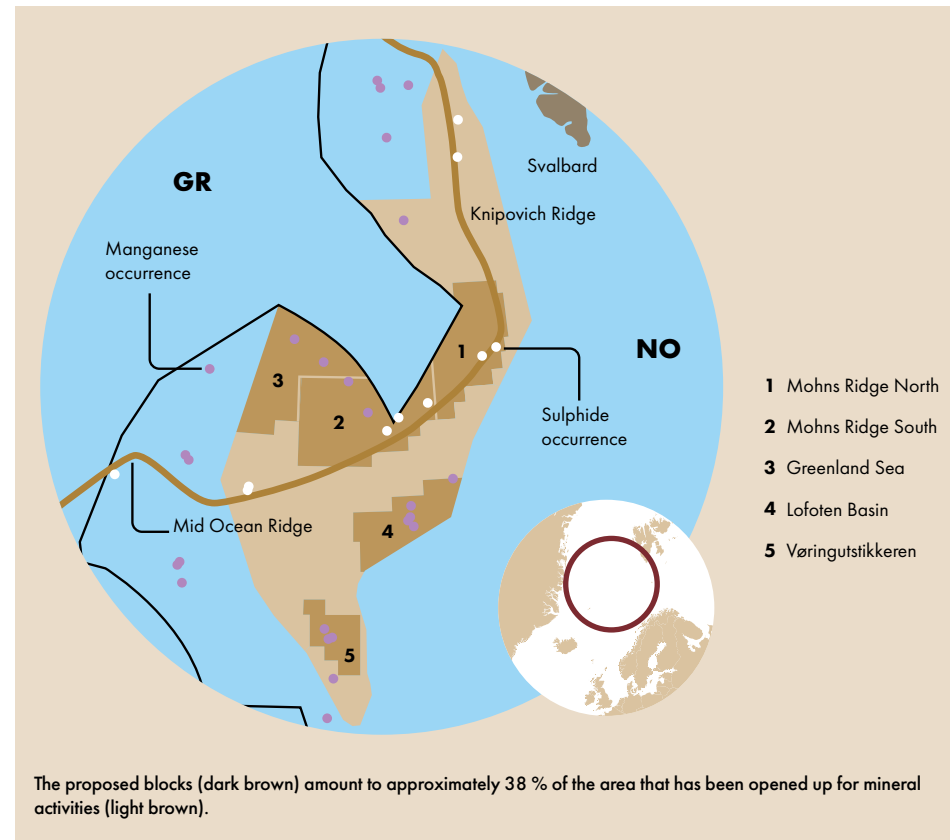 Svalbard
GR
Knipovich Ridge
Manganese
occurrence
NO
1
3
2
Sulphide
occurrence
Mid Ocean Ridge
4
5
1 Mohns Ridge North
2 Mohns Ridge South
3 Greenland Sea
4 Lofoten Basin
5 Vøringutstikkeren
The proposed blocks (dark brown) amount to approximately 38 % of the area that has been opened up for mineral
activities (light brown).